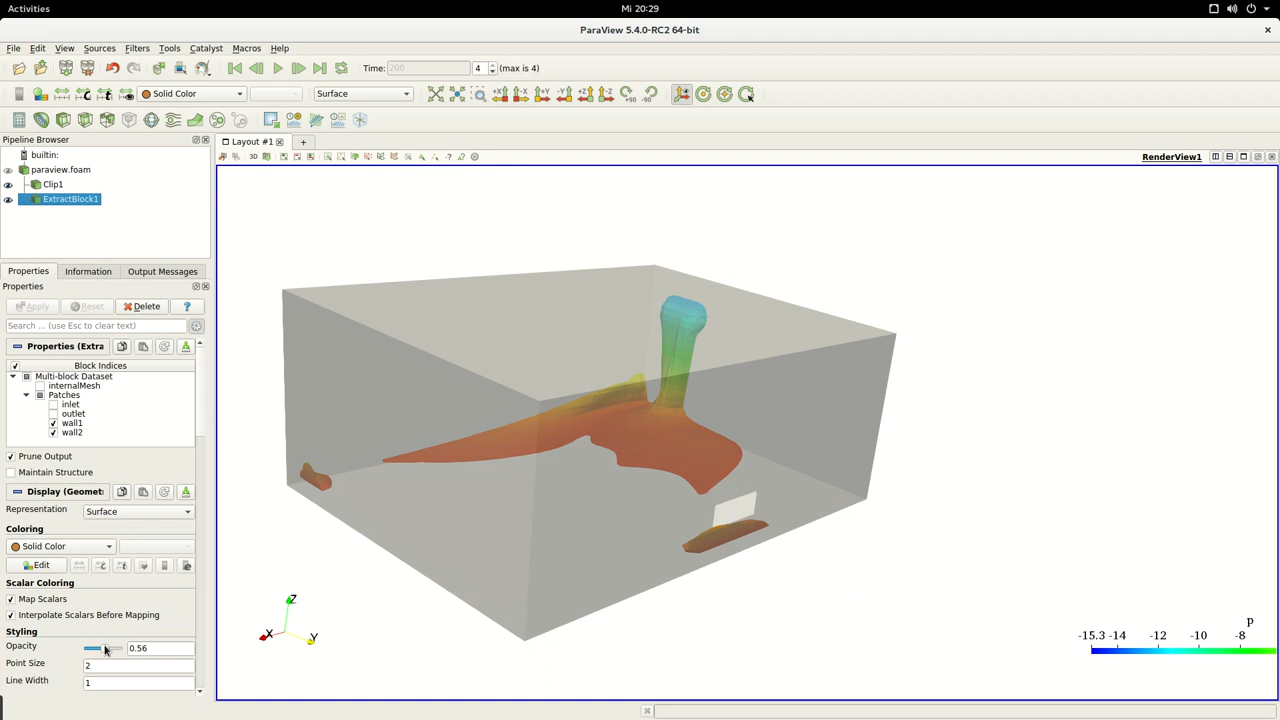 Activities
Mi 20:29
ParaView 5.4.0-RC2 64-bit
File Edit View Sources Filters Tools Catalyst Macros Help
Time: 200 4 (max is 4)
Solid Color Surface
+X -X +Y -Y +Z -Z +90 -90
Pipeline Browser
Layout #1
3D
RenderView1
builtin:
paraview.foam
Clip1
ExtractBlock1
Properties Information Output Messages
Properties
Apply Reset Delete ?
Search ... (use Esc to clear text)
Properties (Extra
Block Indices
Multi-block Dataset
internalMesh
Patches
inlet
outlet
wall1
wall2
Prune Output
Maintain Structure
Display (Geomet
Representation Surface
Coloring
Solid Color
Edit
Scalar Coloring
Map Scalars
Interpolate Scalars Before Mapping
Styling
Opacity 0.56
Point Size 2
Line Width 1
Z
X
Y
p
-15.3 -14 -12 -10 -8